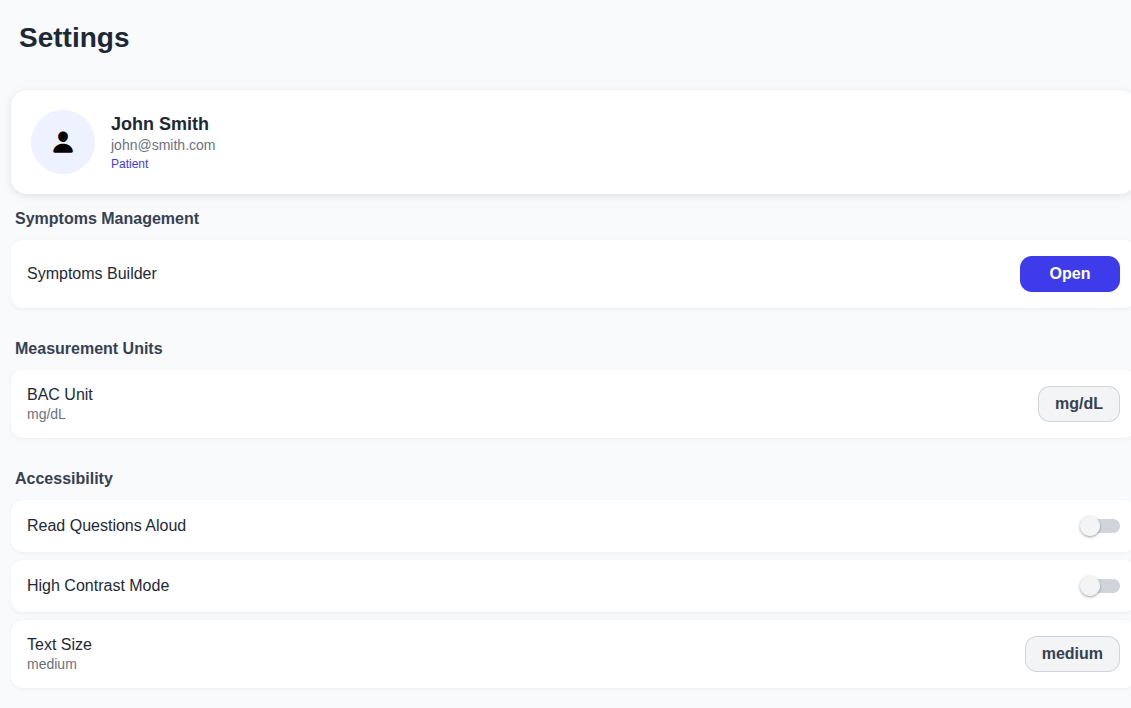 Settings
John Smith
john@smith.com
Patient
Symptoms Management
Symptoms Builder
Open
Measurement Units
BAC Unit
mg/dL
mg/dL
Accessibility
Read Questions Aloud
High Contrast Mode
Text Size
medium
medium